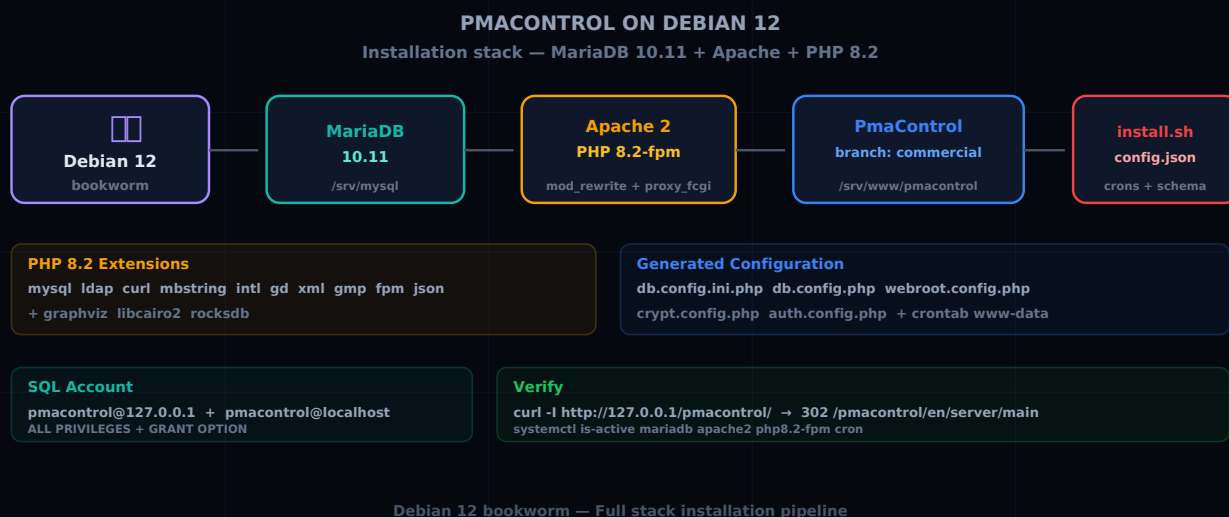 PMACONTROL ON DEBIAN 12
Installation stack — MariaDB 10.11 + Apache + PHP 8.2
Debian 12
bookworm
MariaDB
10.11
/srv/mysql
Apache 2
PHP 8.2-fpm
mod_rewrite + proxy_fcgi
PmaControl
branch: commercial
/srv/www/pmacontrol
install.sh
config.json
crons + schema
PHP 8.2 Extensions
mysql ldap curl mbstring intl gd xml gmp fpm json
+ graphviz libcairo2 rocksdb
Generated Configuration
db.config.ini.php db.config.php webroot.config.php
crypt.config.php auth.config.php + crontab www-data
SQL Account
pmacontrol@127.0.0.1 + pmacontrol@localhost
ALL PRIVILEGES + GRANT OPTION
Verify
curl -I http://127.0.0.1/pmacontrol/ → 302 /pmacontrol/en/server/main
systemctl is-active mariadb apache2 php8.2-fpm cron
Debian 12 bookworm — Full stack installation pipeline